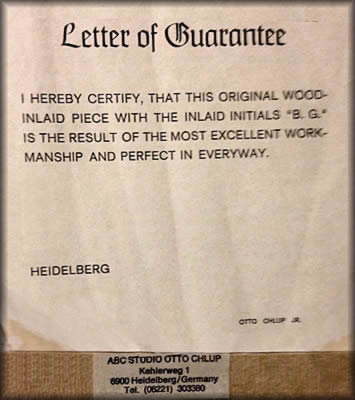 Letter of Guarantee
I HEREBY CERTIFY, THAT THIS ORIGINAL WOOD-
INLAID PIECE WITH THE INLAID INITIALS "B. G."
IS THE RESULT OF THE MOST EXCELLENT WORK-
MANSHIP AND PERFECT IN EVERYWAY.
HEIDELBERG
OTTO CHLUP JR.
ABC STUDIO OTTO CHLUP
Kehlerweg 1
6900 Heidelberg/Germany
Tel. (06221) 303380